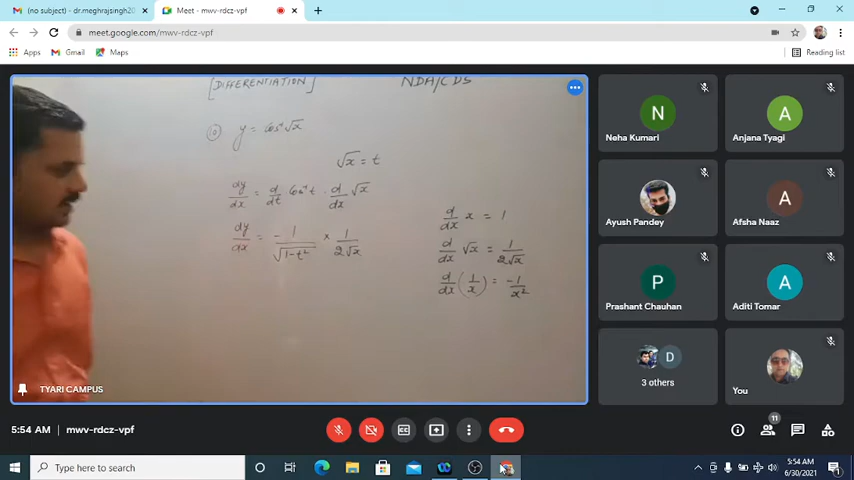 (no subject) - dr.meghrajsingh20
Meet - mwv-rdcz-vpf
meet.google.com/mwv-rdcz-vpf
Apps
Gmail
Maps
Reading list
[DIFFERENTIATION]
NDA/CDS
⑩ y = cos⁻¹ √x
√x = t
dy/dx = d/dt cos⁻¹ t · d/dx √x
dy/dx = - 1/√(1-t²) × 1/2√x
d/dx x = 1
d/dx √x = 1/2√x
d/dx (1/x) = -1/x²
TYARI CAMPUS
N
Neha Kumari
A
Anjana Tyagi
Ayush Pandey
A
Afsha Naaz
P
Prashant Chauhan
A
Aditi Tomar
D
3 others
You
5:54 AM | mwv-rdcz-vpf
11
Type here to search
5:54 AM
6/30/2021
1